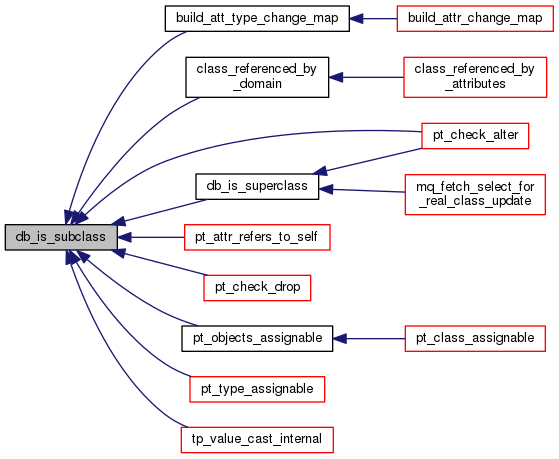 build_att_type_change_map
build_attr_change_map
class_referenced_by
_domain
class_referenced_by
_attributes
pt_check_alter
db_is_superclass
mq_fetch_select_for
_real_class_update
db_is_subclass
pt_attr_refers_to_self
pt_check_drop
pt_objects_assignable
pt_class_assignable
pt_type_assignable
tp_value_cast_internal